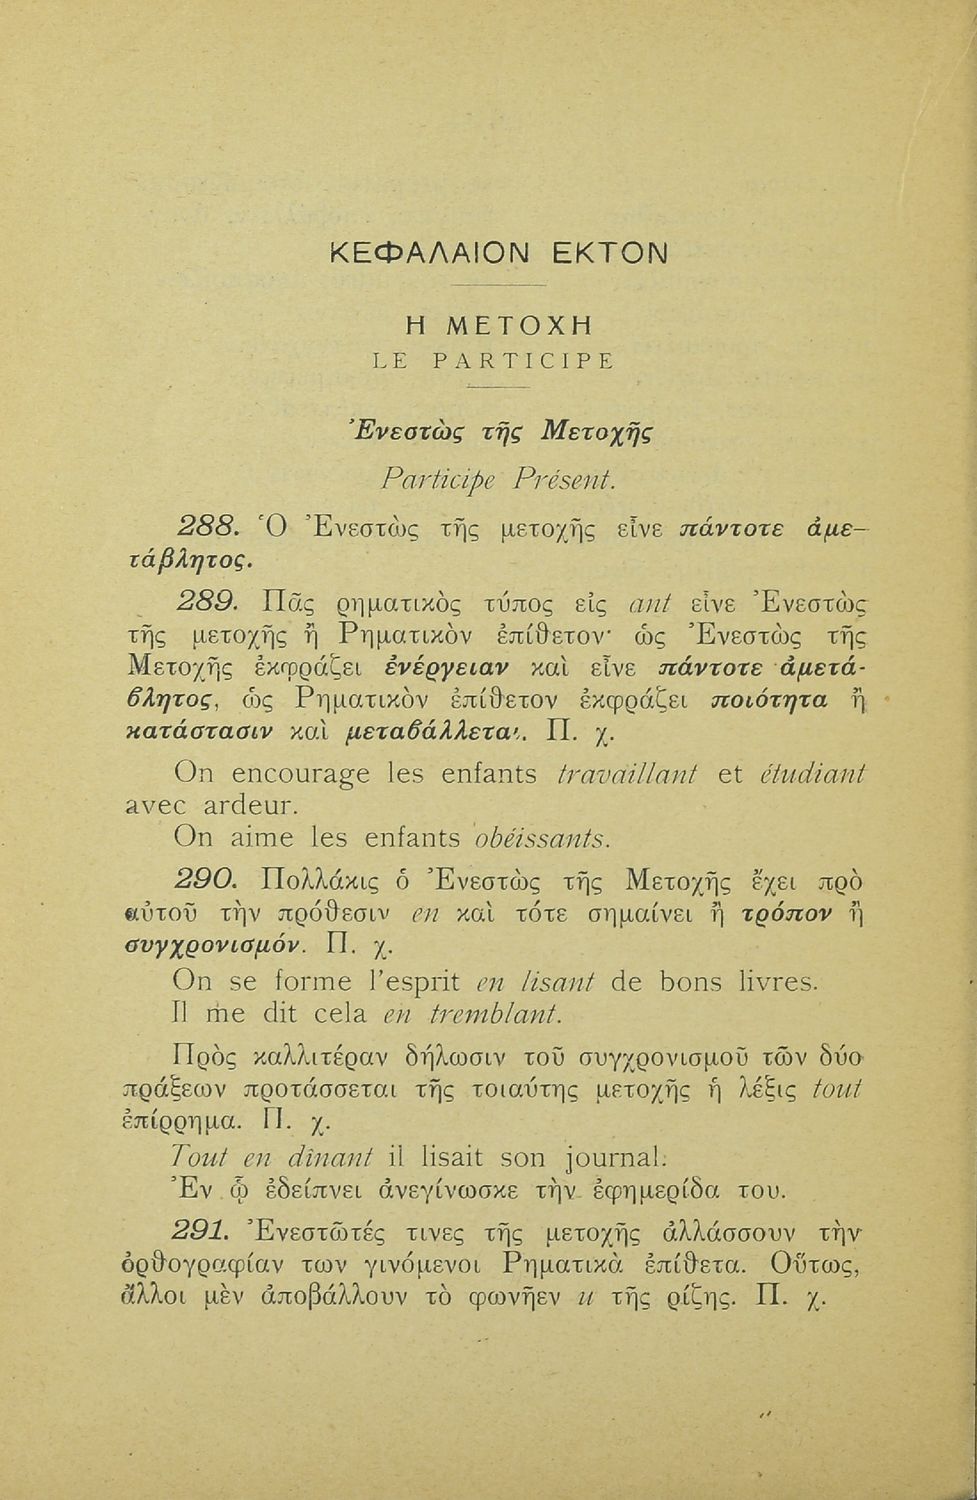 ΚΕΦΑΛΑΙΟΝ ΕΚΤΟΝ
Η ΜΕΤΟΧΗ
LE PARTICIPE
Ἐνεστὼς τῆς Μετοχῆς
Participe Présent.
288. Ὁ Ἐνεστὼς τῆς μετοχῆς εἶνε πάντοτε ἀμε-
τάβλητος.
289. Πᾶς ρηματικὸς τύπος εἰς ant εἶνε Ἐνεστὼς
τῆς μετοχῆς ἢ Ρηματικὸν ἐπίθετον· ὡς Ἐνεστὼς τῆς
Μετοχῆς ἐκφράζει ἐνέργειαν καὶ εἶνε πάντοτε ἀμετά-
βλητος, ὡς Ρηματικὸν ἐπίθετον ἐκφράζει ποιότητα ἢ
κατάστασιν καὶ μεταβάλλεται. Π. χ.
On encourage les enfants travaillant et étudiant
avec ardeur.
On aime les enfants obéissants.
290. Πολλάκις ὁ Ἐνεστὼς τῆς Μετοχῆς ἔχει πρὸ
αὐτοῦ τὴν πρόθεσιν en καὶ τότε σημαίνει ἢ τρόπον ἢ
συγχρονισμόν. Π. χ.
On se forme l'esprit en lisant de bons livres.
Il me dit cela en tremblant.
Πρὸς καλλιτέραν δήλωσιν τοῦ συγχρονισμοῦ τῶν δύο
πράξεων προτάσσεται τῆς τοιαύτης μετοχῆς ἡ λέξις tout
ἐπίρρημα. Π. χ.
Tout en dînant il lisait son journal.
Ἐν ᾧ ἐδείπνει ἀνεγίνωσκε τὴν ἐφημερίδα του.
291. Ἐνεστῶτές τινες τῆς μετοχῆς ἀλλάσσουν τὴν
ὀρθογραφίαν των γινόμενοι Ρηματικὰ ἐπίθετα. Οὕτως,
ἄλλοι μὲν ἀποβάλλουν τὸ φωνῆεν u τῆς ρίζης. Π. χ.